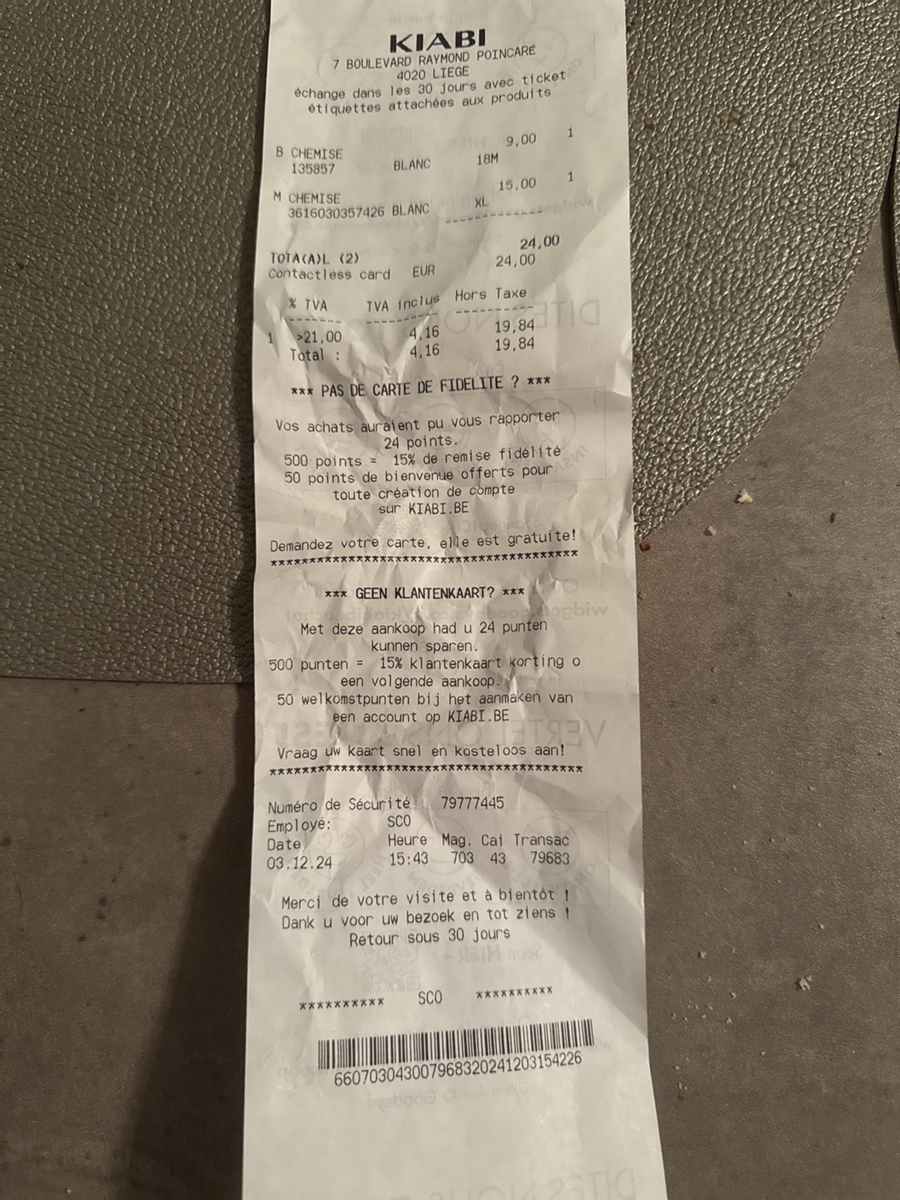 KIABI
7 BOULEVARD RAYMOND POINCARÉ
4020 LIEGE
échange dans les 30 jours avec ticket
étiquettes attachées aux produits
9,00 1
B CHEMISE
135857 BLANC 18M
15,00 1
M CHEMISE
3616030357426 BLANC XL
------------
24,00
TOTA(A)L (2)
Contactless card EUR 24,00
% TVA TVA inclus Hors Taxe
------- --------- ----------
1 >21,00 4,16 19,84
Total : 4,16 19,84
*** PAS DE CARTE DE FIDELITE ? ***
Vos achats auraient pu vous rapporter
24 points.
500 points = 15% de remise fidélité
50 points de bienvenue offerts pour
toute création de compte
sur KIABI.BE
Demandez votre carte, elle est gratuite!
****************************************
*** GEEN KLANTENKAART? ***
Met deze aankoop had u 24 punten
kunnen sparen.
500 punten = 15% klantenkaart korting o
een volgende aankoop.
50 welkomstpunten bij het aanmaken van
een account op KIABI.BE
Vraag uw kaart snel en kosteloos aan!
****************************************
Numéro de Sécurité 79777445
Employé: SCO
Date Heure Mag. Cai Transac
03.12.24 15:43 703 43 79683
Merci de votre visite et à bientôt !
Dank u voor uw bezoek en tot ziens !
Retour sous 30 jours
********** SCO **********
660703043007968320241203154226